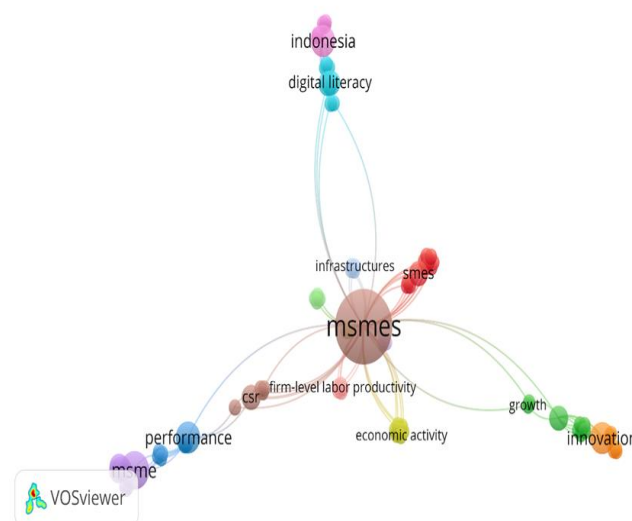 indonesia
digital literacy
infrastructures
smes
msmes
firm-level labor productivity
csr
growth
performance
economic activity
innovation
msme
VOSviewer